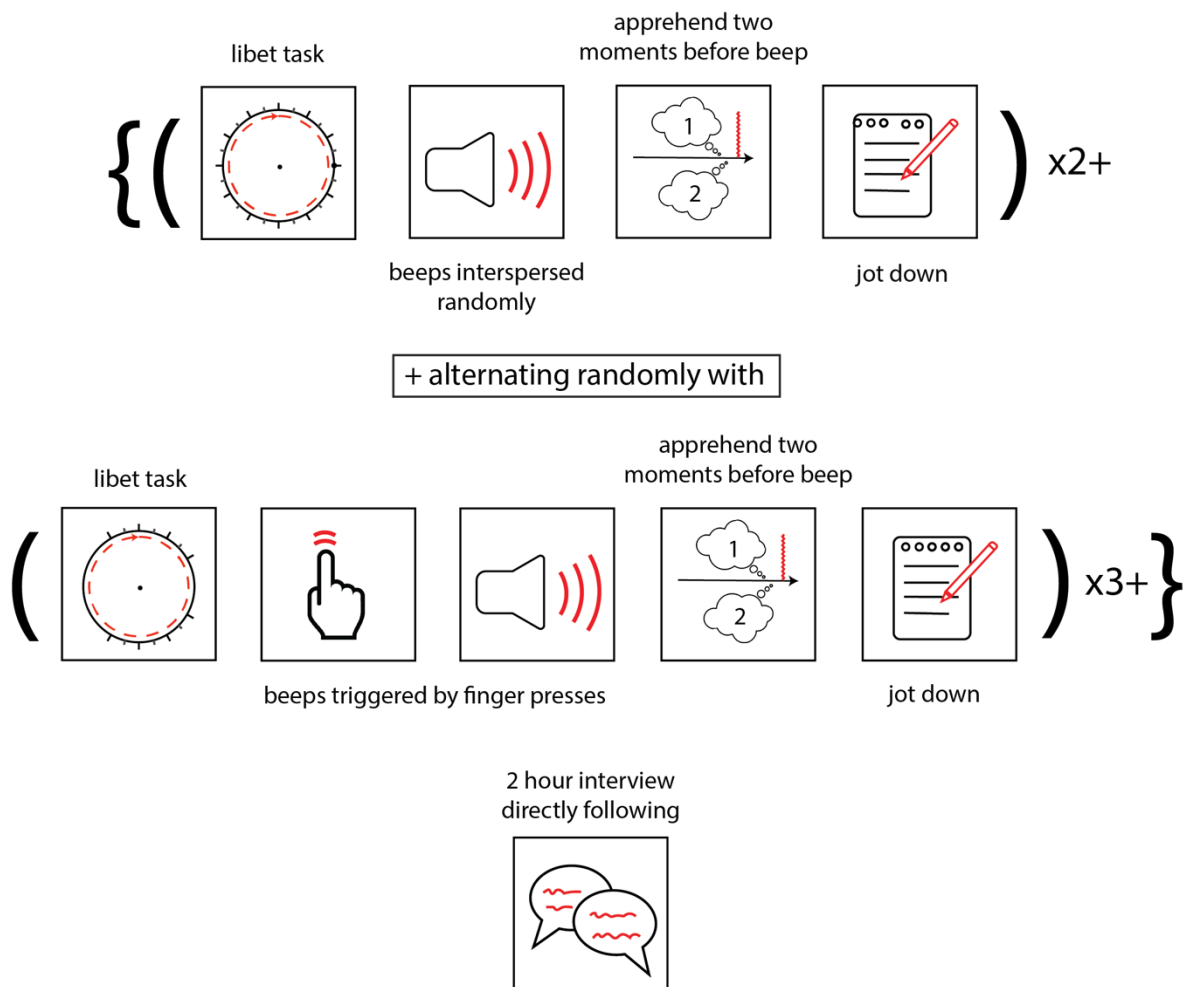 apprehend two
moments before beep
libet task
{( 1 2 ) x2+
beeps interspersed
randomly
jot down
+ alternating randomly with
apprehend two
moments before beep
libet task
( 1 2 ) x3+}
beeps triggered by finger presses
jot down
2 hour interview
directly following